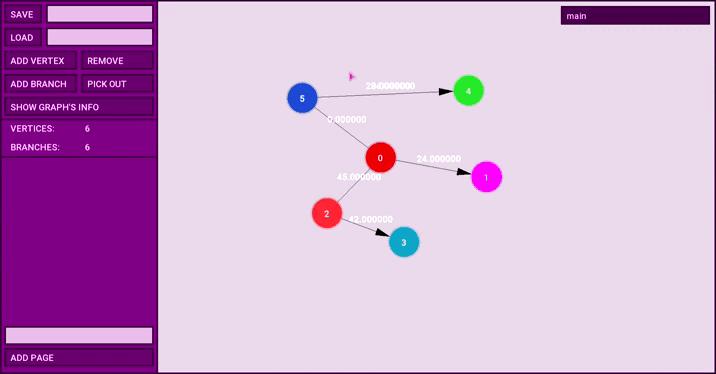 SAVE
LOAD
ADD VERTEX
REMOVE
ADD BRANCH
PICK OUT
SHOW GRAPH'S INFO
VERTICES: 6
BRANCHES: 6
ADD PAGE
main
5
4
0.000000
0
24.000000
1
45.000000
2
42.000000
3